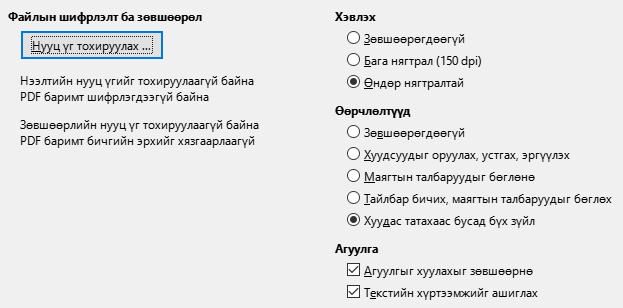 Файлын шифрлэлт ба зөвшөөрөл
Нууц үг тохируулах ...
Нээлтийн нууц үгийг тохируулаагүй байна
PDF баримт шифрлэгдээгүй байна
Зөвшөөрлийн нууц үг тохируулаагүй байна
PDF баримт бичгийн эрхийг хязгаарлаагүй
Хэвлэх
Зөвшөөрөгдөөгүй
Бага нягтрал (150 dpi)
Өндөр нягтралтай
Өөрчлөлтүүд
Зөвшөөрөгдөөгүй
Хуудсуудыг оруулах, устгах, эргүүлэх
Маягтын талбаруудыг бөглөнө
Тайлбар бичих, маягтын талбаруудыг бөглөх
Хуудас татахаас бусад бүх зүйл
Агуулга
Агуулгыг хуулахыг зөвшөөрнө
Текстийн хүртээмжийг ашиглах